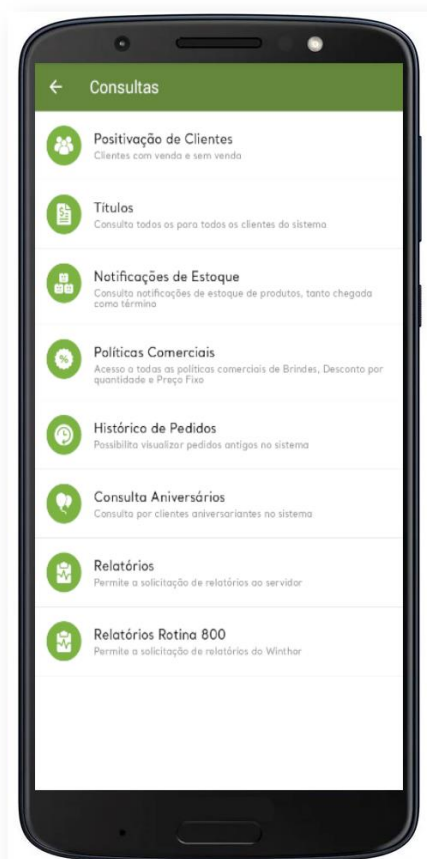 Consultas
Positivação de Clientes
Clientes com venda e sem venda
Títulos
Consulta todos os para todos os clientes do sistema
Notificações de Estoque
Consulta notificações de estoque de produtos, tanto chegada
como término
Políticas Comerciais
Acesso a todas as políticas comerciais de Brindes, Desconto por
quantidade e Preço Fixo
Histórico de Pedidos
Possibilita visualizar pedidos antigos no sistema
Consulta Aniversários
Consulta por clientes aniversariantes no sistema
Relatórios
Permite a solicitação de relatórios ao servidor
Relatórios Rotina 800
Permite a solicitação de relatórios do Winthor